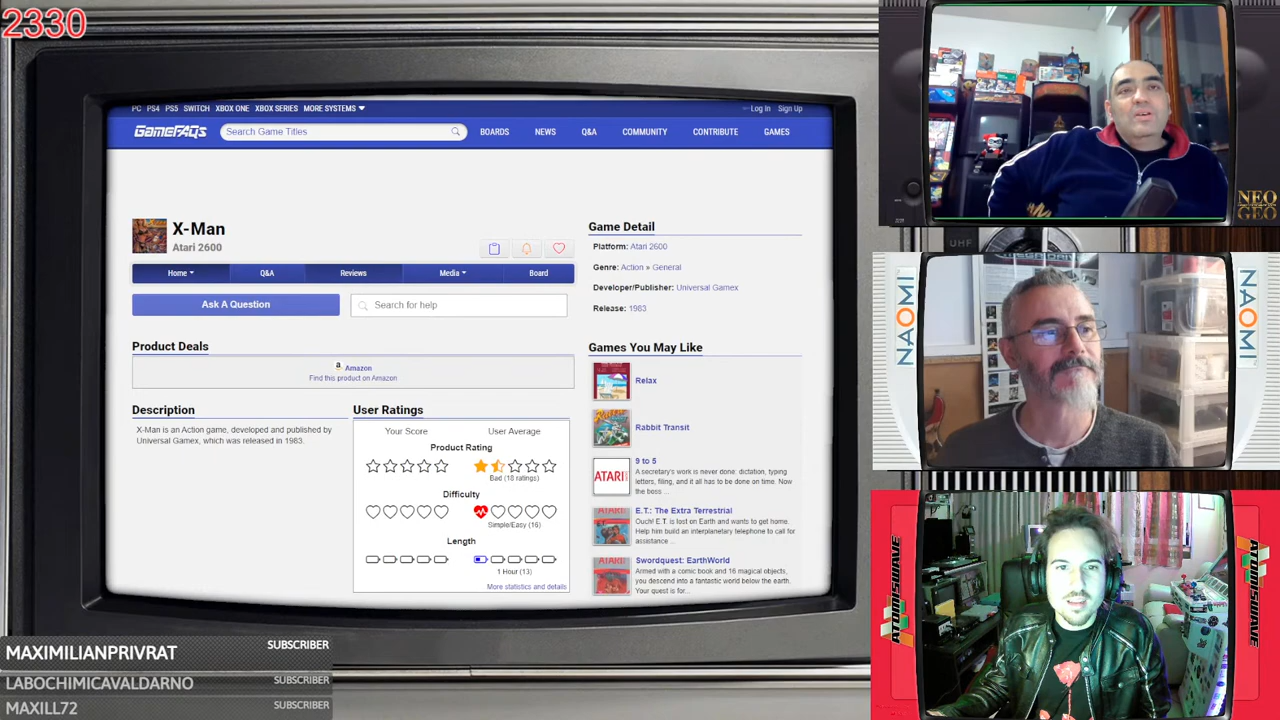 2330
PC PS4 PS5 SWITCH XBOX ONE XBOX SERIES MORE SYSTEMS
Log In Sign Up
GameFAQs
Search Game Titles
BOARDS NEWS Q&A COMMUNITY CONTRIBUTE GAMES
X-Man
Atari 2600
Home Q&A Reviews Media Board
Ask A Question
Search for help
Product Deals
Amazon
Find this product on Amazon
Description
X-Man is an Action game, developed and published by
Universal Gamex, which was released in 1983.
User Ratings
Your Score User Average
Product Rating
Bad (18 ratings)
Difficulty
Simple/Easy (16)
Length
1 Hour (13)
More statistics and details
Game Detail
Platform: Atari 2600
Genre: Action » General
Developer/Publisher: Universal Gamex
Release: 1983
Games You May Like
Relax
Rabbit Transit
ATARI
9 to 5
A secretary's work is never done: dictation, typing
letters, filing, and it all has to be done on time. Now
the boss ...
E.T.: The Extra Terrestrial
Ouch! E.T. is lost on Earth and wants to get home.
Help him build an interplanetary telephone to call for
assistance ...
Swordquest: EarthWorld
Armed with a comic book and 16 magical objects,
you descend into a fantastic world below the earth.
Your quest is for...
MAXIMILIANPRIVRAT SUBSCRIBER
LABOCHIMICAVALDARNO SUBSCRIBER
MAXILL72 SUBSCRIBER
NEO
GEO
UHF
MEGA DRIVE
NAOMI
NAOMI
ATOMISWAVE
ATOMISWAVE